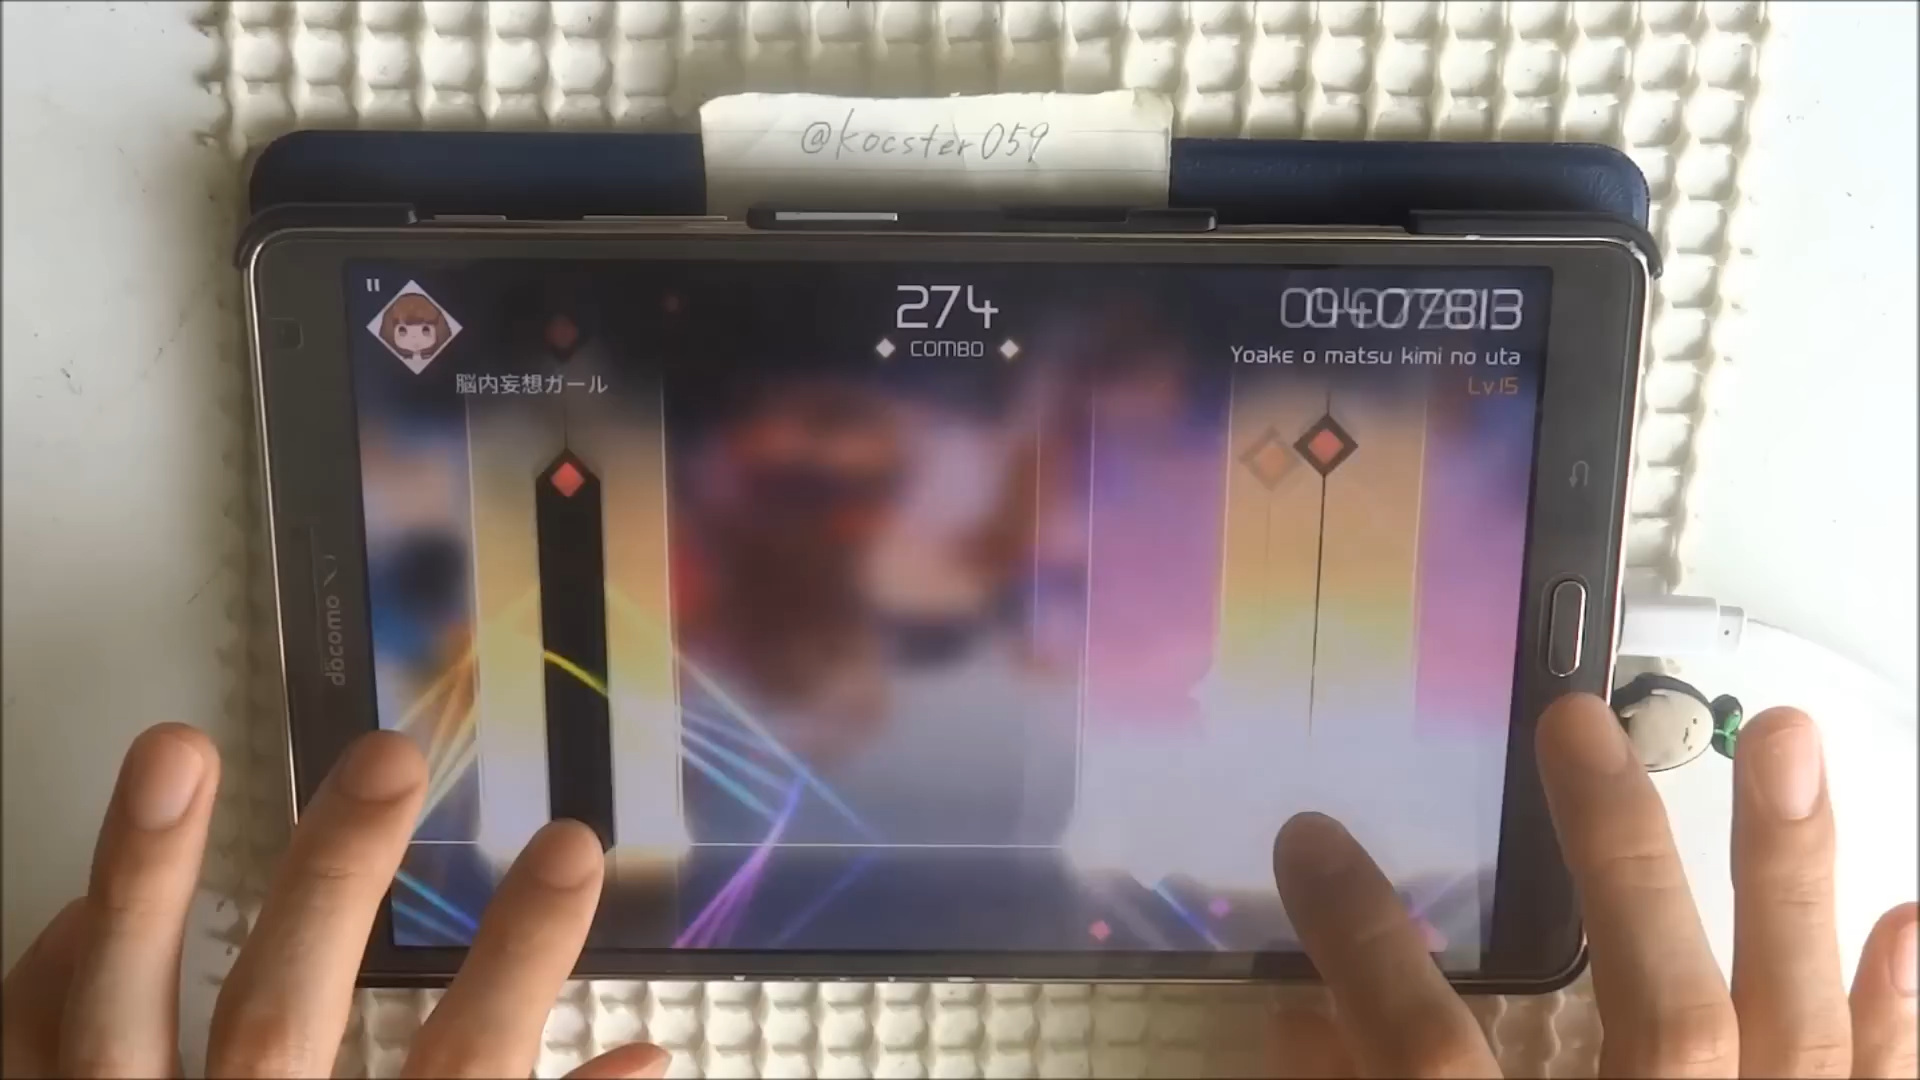 @kocster059
274
COMBO
脳内妄想ガール
Yoake o matsu kimi no uta
Lv15
docomo